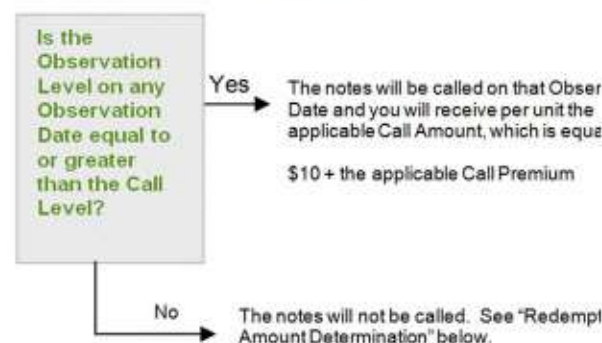 Is the
Observation
Level on any
Observation
Date equal to
or greater
than the Call
Level?
Yes
The notes will be called on that
Date and you will receive per unit the
applicable Call Amount, which is
$10 + the applicable Call Premium
No
The notes will not be called. See
Amount Determination" below.